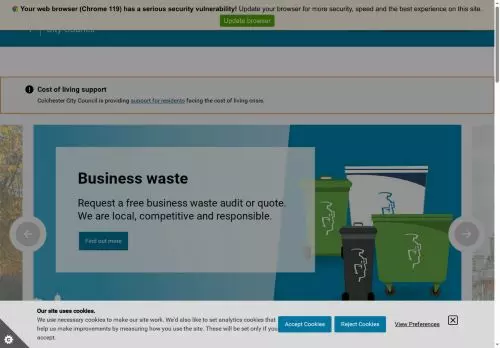 Your web browser (Chrome 119) has a serious security vulnerability! Update your browser for more security, speed and the best experience on this site.
Update browser
City Council
Cost of living support
Colchester City Council is providing support for residents facing the cost of living crisis.
Business waste
Request a free business waste audit or quote.
We are local, competitive and responsible.
Find out more
Our site uses cookies.
We use necessary cookies to make our site work. We'd also like to set analytics cookies that
help us make improvements by measuring how you use the site. These will be set only if you
accept.
Accept Cookies
Reject Cookies
View Preferences